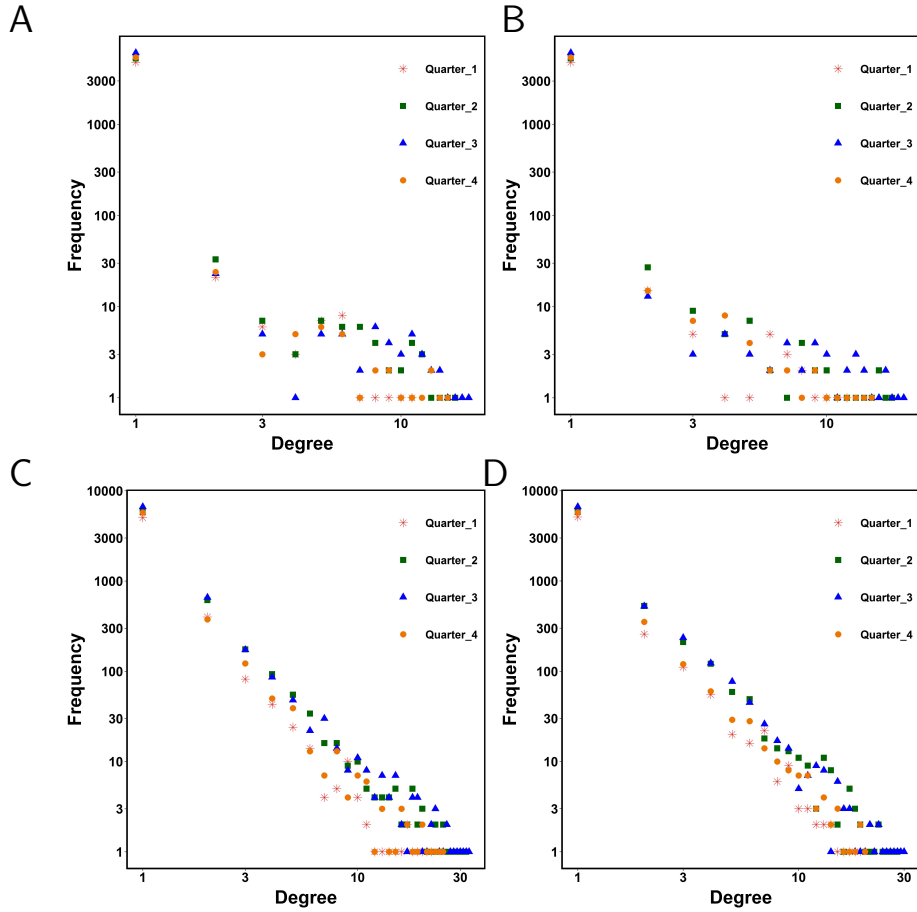 A
3000
1000
300
100
30
10
3
1
Frequency
1 3 10
Degree
Quarter_1
Quarter_2
Quarter_3
Quarter_4
B
3000
1000
300
100
30
10
3
1
Frequency
1 3 10
Degree
Quarter_1
Quarter_2
Quarter_3
Quarter_4
C
10000
3000
1000
300
100
30
10
3
1
Frequency
1 3 10 30
Degree
Quarter_1
Quarter_2
Quarter_3
Quarter_4
D
10000
3000
1000
300
100
30
10
3
1
Frequency
1 3 10 30
Degree
Quarter_1
Quarter_2
Quarter_3
Quarter_4